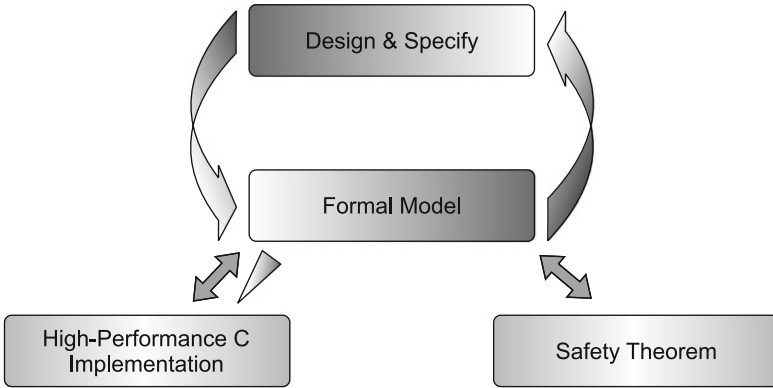 Design & Specify
Formal Model
High-Performance C
Implementation
Safety Theorem